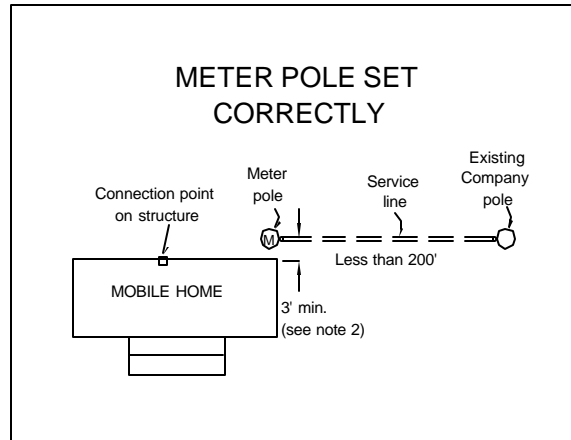 METER POLE SET
CORRECTLY
Existing
Company
pole
Meter
pole
Service
line
Connection point
on structure
M
Less than 200'
MOBILE HOME
3' min.
(see note 2)